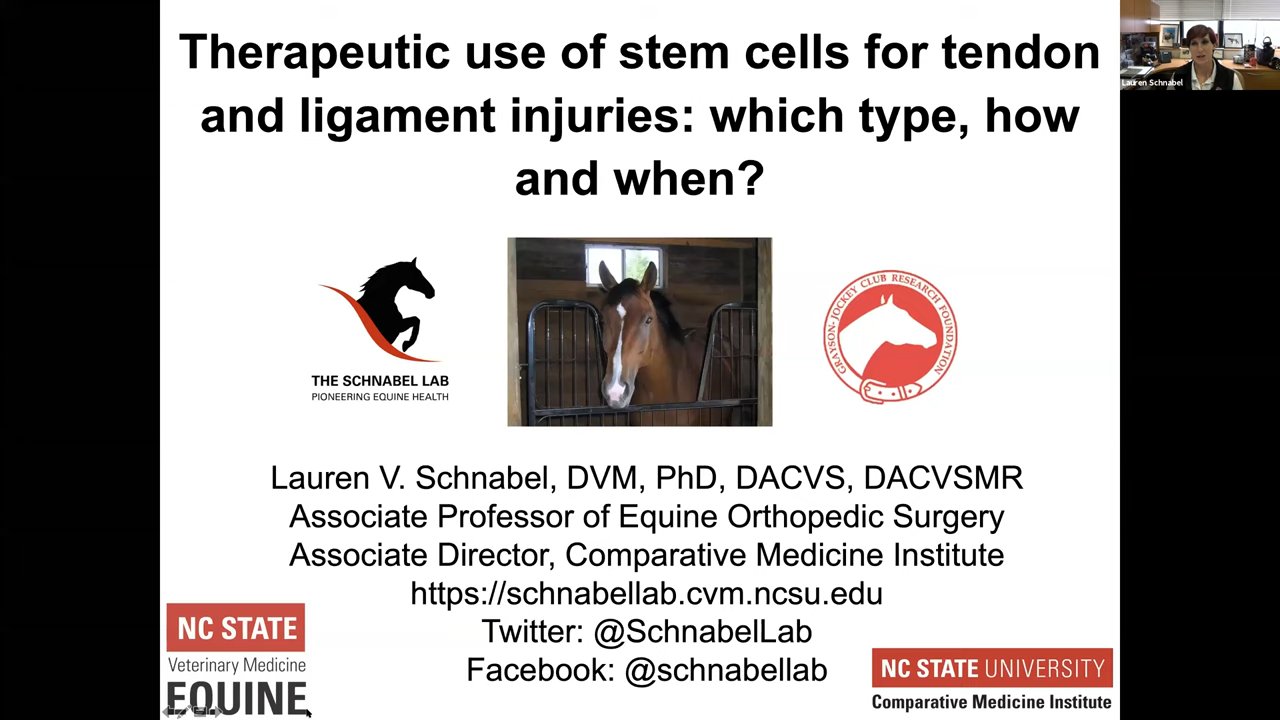 Therapeutic use of stem cells for tendon
and ligament injuries: which type, how
and when?
Lauren Schnabel
THE SCHNABEL LAB
PIONEERING EQUINE HEALTH
GRAYSON-JOCKEY CLUB RESEARCH FOUNDATION
Lauren V. Schnabel, DVM, PhD, DACVS, DACVSMR
Associate Professor of Equine Orthopedic Surgery
Associate Director, Comparative Medicine Institute
https://schnabellab.cvm.ncsu.edu
Twitter: @SchnabelLab
Facebook: @schnabellab
NC STATE
Veterinary Medicine
EQUINE
NC STATE UNIVERSITY
Comparative Medicine Institute